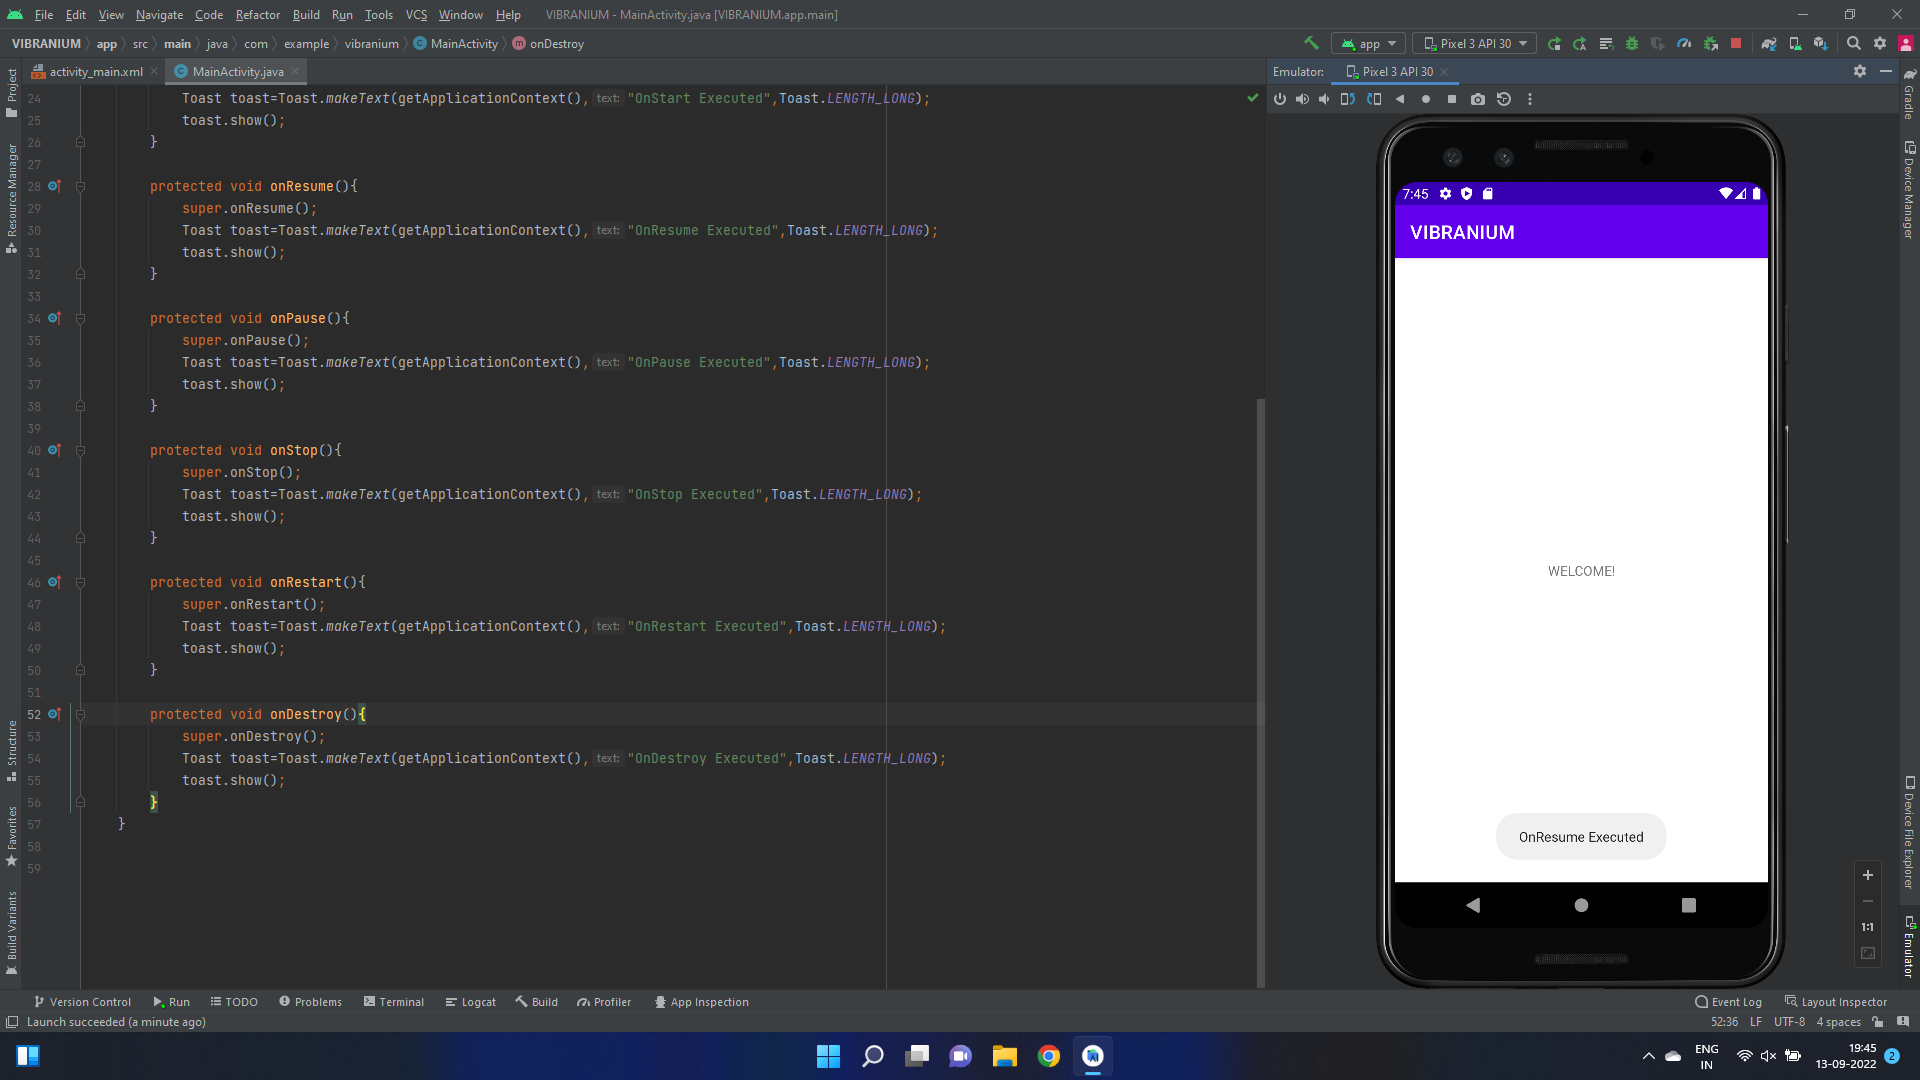 File Edit View Navigate Code Refactor Build Run Tools VCS Window Help VIBRANIUM - MainActivity.java [VIBRANIUM.app.main]
VIBRANIUM app src main java com example vibranium MainActivity onDestroy app Pixel 3 API 30
activity_main.xml MainActivity.java
Emulator: Pixel 3 API 30
24 Toast toast=Toast.makeText(getApplicationContext(), text: "OnStart Executed",Toast.LENGTH_LONG);
25 toast.show();
26 }
27
28 protected void onResume(){
29 super.onResume();
30 Toast toast=Toast.makeText(getApplicationContext(), text: "OnResume Executed",Toast.LENGTH_LONG);
31 toast.show();
32 }
33
34 protected void onPause(){
35 super.onPause();
36 Toast toast=Toast.makeText(getApplicationContext(), text: "OnPause Executed",Toast.LENGTH_LONG);
37 toast.show();
38 }
39
40 protected void onStop(){
41 super.onStop();
42 Toast toast=Toast.makeText(getApplicationContext(), text: "OnStop Executed",Toast.LENGTH_LONG);
43 toast.show();
44 }
45
46 protected void onRestart(){
47 super.onRestart();
48 Toast toast=Toast.makeText(getApplicationContext(), text: "OnRestart Executed",Toast.LENGTH_LONG);
49 toast.show();
50 }
51
52 protected void onDestroy(){
53 super.onDestroy();
54 Toast toast=Toast.makeText(getApplicationContext(), text: "OnDestroy Executed",Toast.LENGTH_LONG);
55 toast.show();
56 }
57 }
58
59
7:45
VIBRANIUM
WELCOME!
OnResume Executed
1:1
Project
Resource Manager
Structure
Favorites
Build Variants
Gradle
Device Manager
Device File Explorer
Emulator
Version Control Run TODO Problems Terminal Logcat Build Profiler App Inspection Event Log Layout Inspector
Launch succeeded (a minute ago) 52:36 LF UTF-8 4 spaces
ENG
IN
19:45
13-09-2022
2